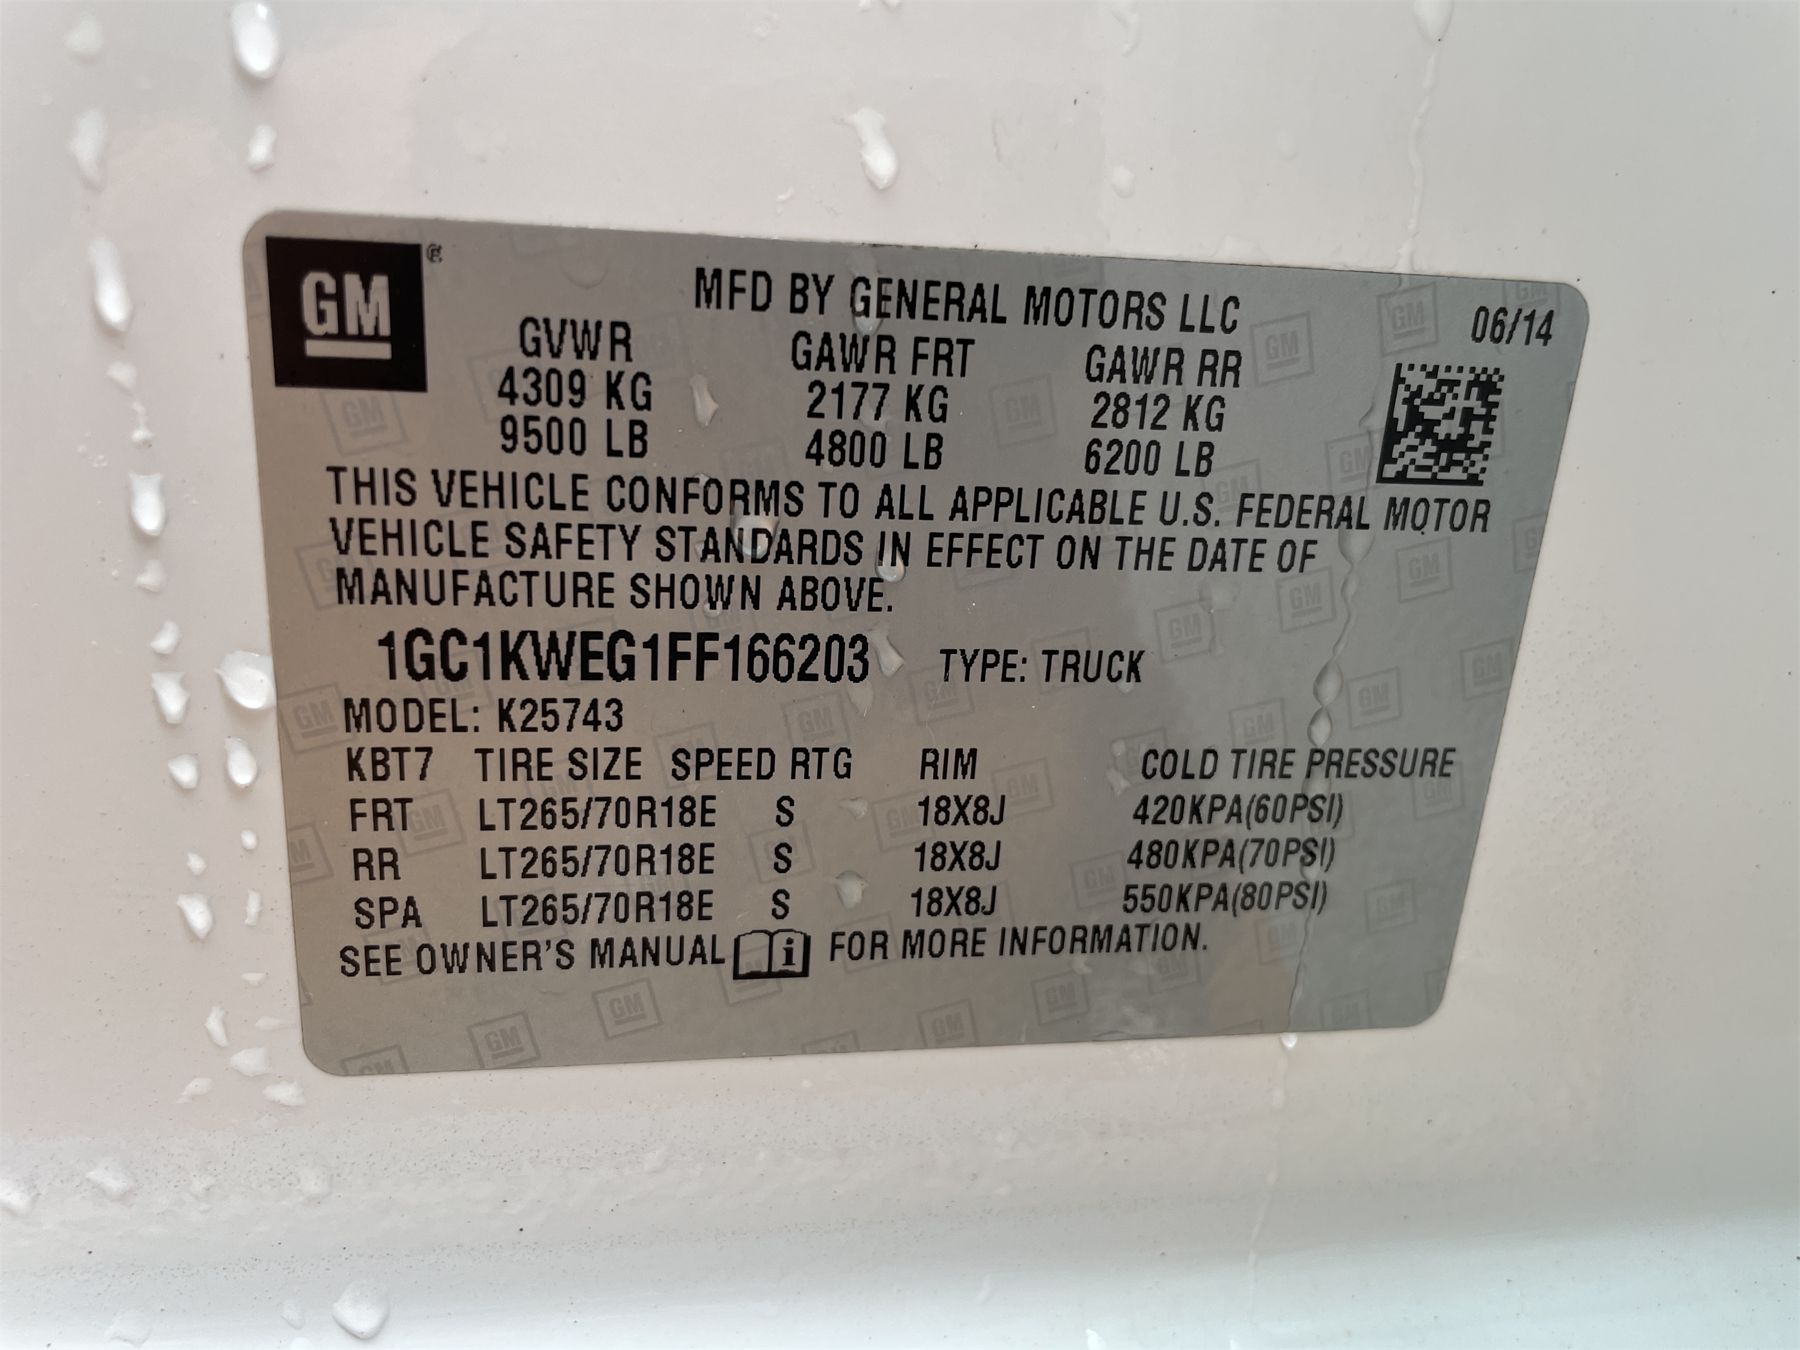 GM
MFD BY GENERAL MOTORS LLC 06/14
GVWR GAWR FRT GAWR RR
4309 KG 2177 KG 2812 KG
9500 LB 4800 LB 6200 LB
THIS VEHICLE CONFORMS TO ALL APPLICABLE U.S. FEDERAL MOTOR
VEHICLE SAFETY STANDARDS IN EFFECT ON THE DATE OF
MANUFACTURE SHOWN ABOVE.
1GC1KWEG1FF166203 TYPE: TRUCK
MODEL: K25743
KBT7 TIRE SIZE SPEED RTG RIM COLD TIRE PRESSURE
FRT LT265/70R18E S 18X8J 420KPA(60PSI)
RR LT265/70R18E S 18X8J 480KPA(70PSI)
SPA LT265/70R18E S 18X8J 550KPA(80PSI)
SEE OWNER'S MANUAL i FOR MORE INFORMATION.